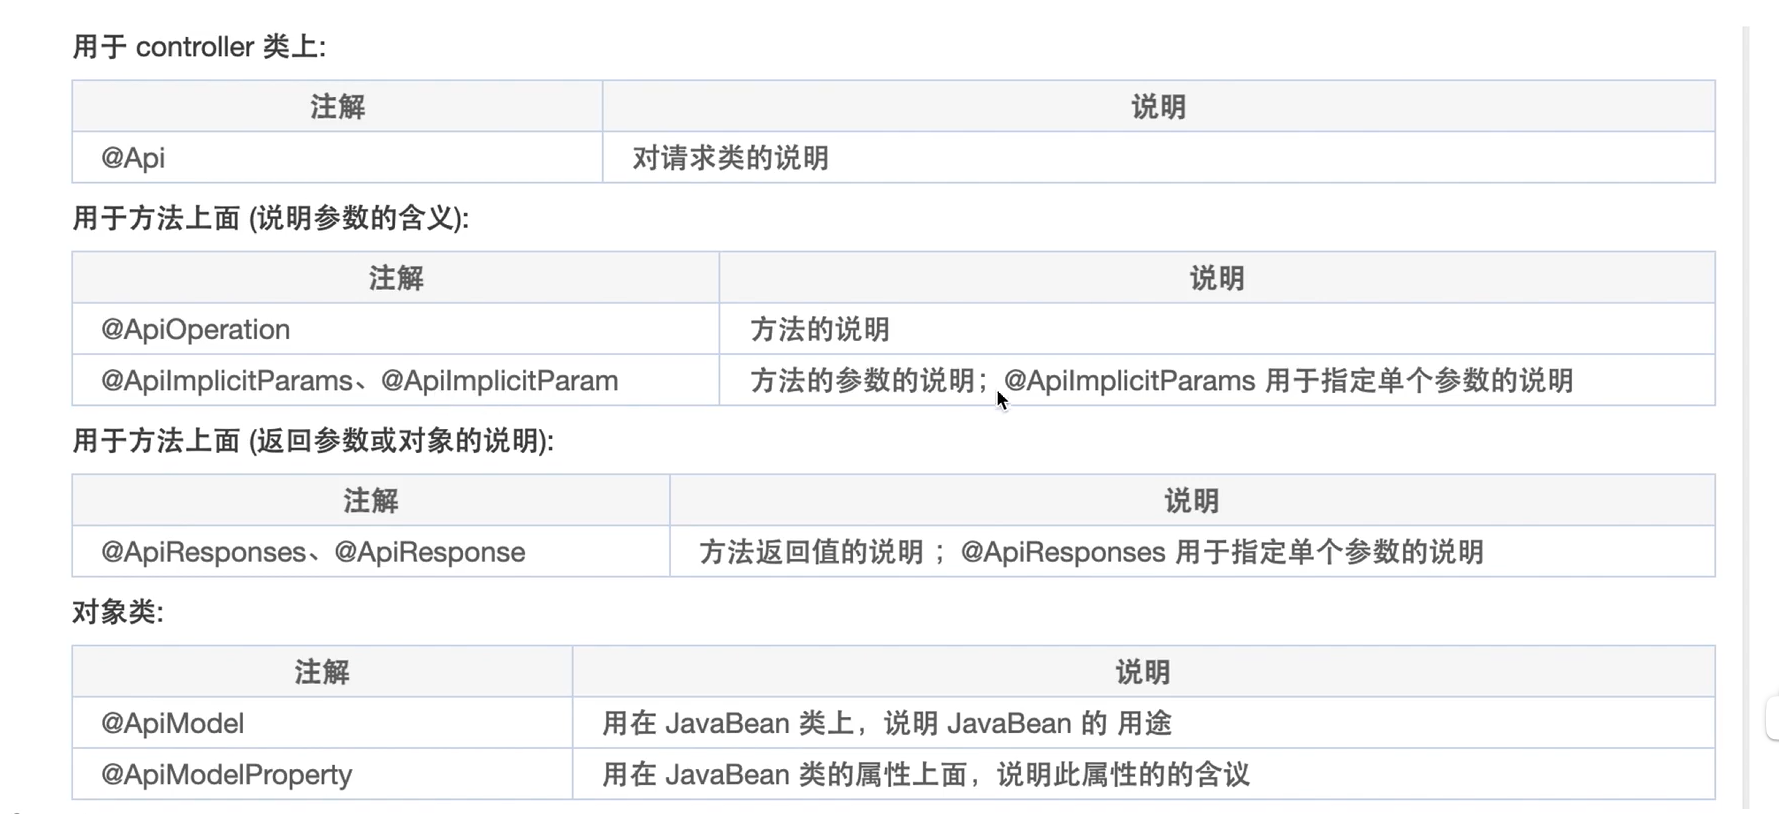 用于 controller 类上:
注解 说明
@Api 对请求类的说明
用于方法上面 (说明参数的含义):
注解 说明
@ApiOperation 方法的说明
@ApiImplicitParams、@ApiImplicitParam 方法的参数的说明；@ApiImplicitParams 用于指定单个参数的说明
用于方法上面 (返回参数或对象的说明):
注解 说明
@ApiResponses、@ApiResponse 方法返回值的说明 ；@ApiResponses 用于指定单个参数的说明
对象类:
注解 说明
@ApiModel 用在 JavaBean 类上，说明 JavaBean 的 用途
@ApiModelProperty 用在 JavaBean 类的属性上面，说明此属性的的含议